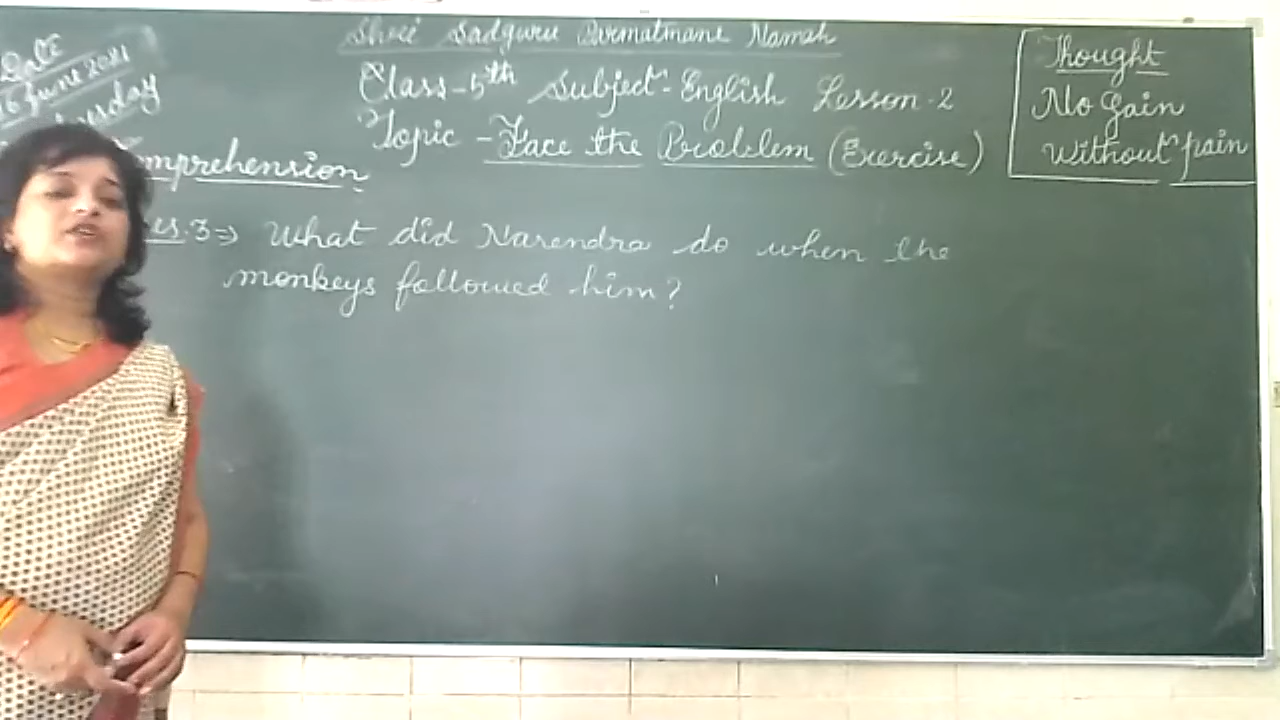 Shree Sadguru Parmatmane Namah
Date
16 June 2021
Class-5th Subject-English Lesson-2
Topic-Face the Problem (Exercise)
Thought
No Gain
without pain
mprehension
es.3⇒ What did Narendra do when the
monkeys followed him?